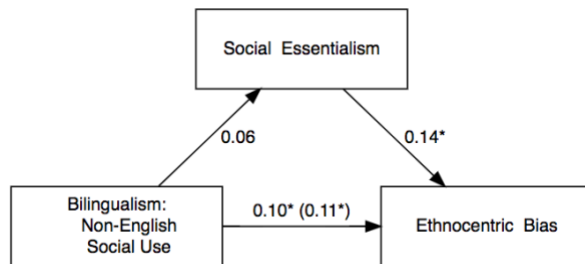 Social Essentialism
0.06
0.14*
Bilingualism:
Non-English
Social Use
0.10* (0.11*)
Ethnocentric Bias